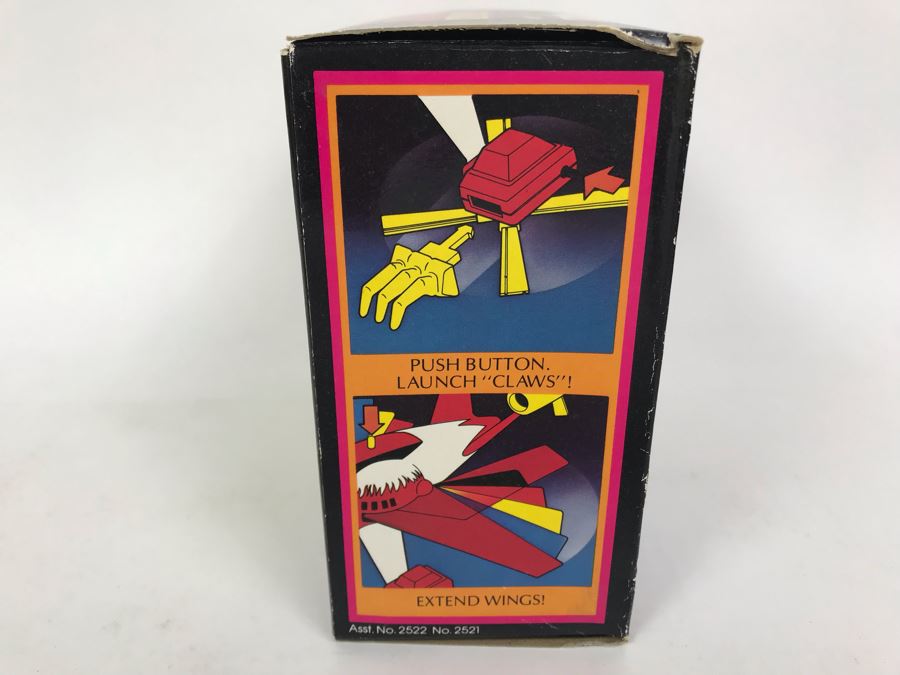 PUSH BUTTON.
LAUNCH "CLAWS"!
EXTEND WINGS!
Asst. No. 2522 No. 2521